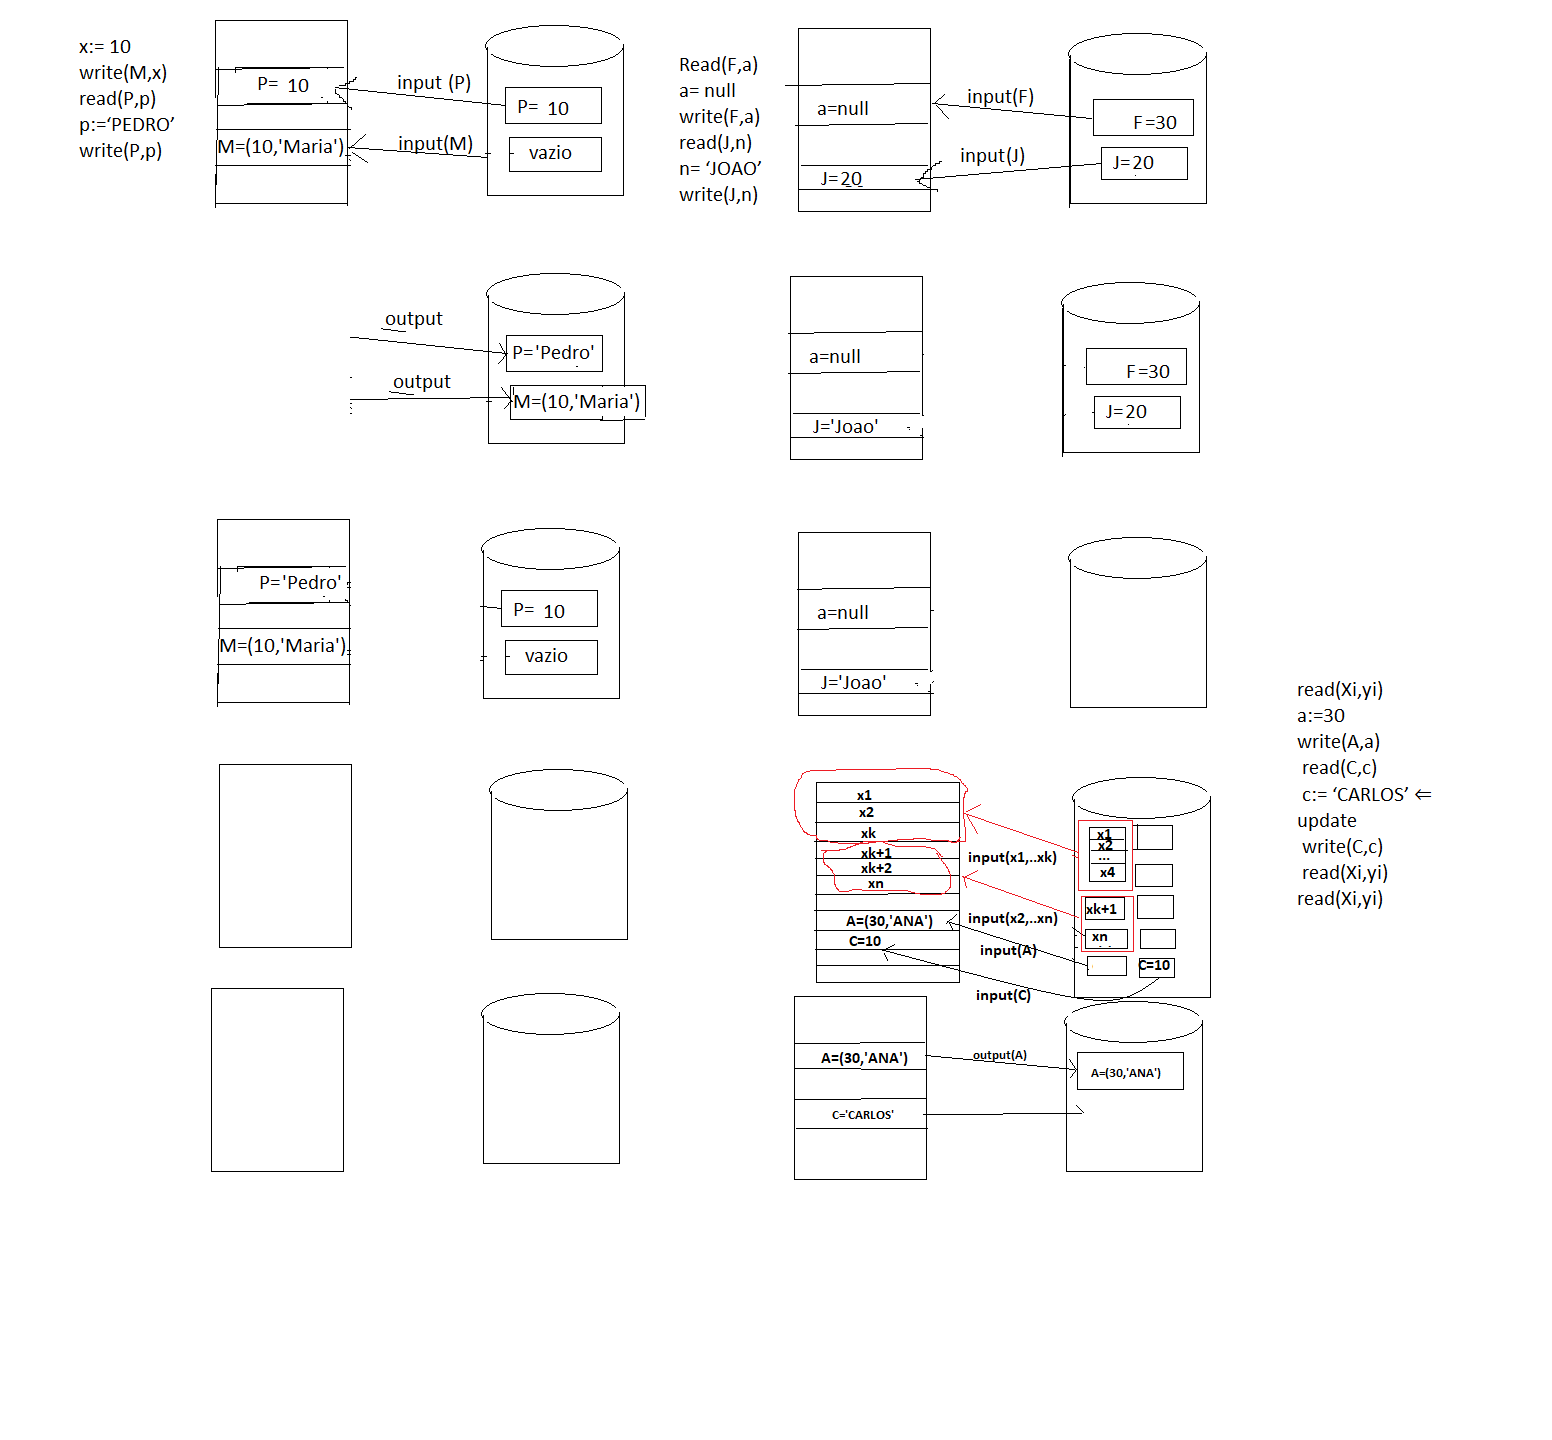 x:= 10
write(M,x)
read(P,p)
p:=‘PEDRO’
write(P,p)
P= 10
M=(10,'Maria')
input (P)
input(M)
P= 10
vazio
Read(F,a)
a= null
write(F,a)
read(J,n)
n= ‘JOAO’
write(J,n)
a=null
J=20
input(F)
input(J)
F=30
J=20
output
output
P='Pedro'
M=(10,'Maria')
a=null
J='Joao'
F=30
J=20
P='Pedro'
M=(10,'Maria')
P= 10
vazio
a=null
J='Joao'
read(Xi,yi)
a:=30
write(A,a)
read(C,c)
c:= ‘CARLOS’ ⇐
update
write(C,c)
read(Xi,yi)
read(Xi,yi)
x1
x2
xk
xk+1
xk+2
xn
A=(30,'ANA')
C=10
input(x1,..xk)
input(x2,..xn)
input(A)
input(C)
x1
x2
...
x4
xk+1
xn
C=10
A=(30,'ANA')
C='CARLOS'
output(A)
A=(30,'ANA')